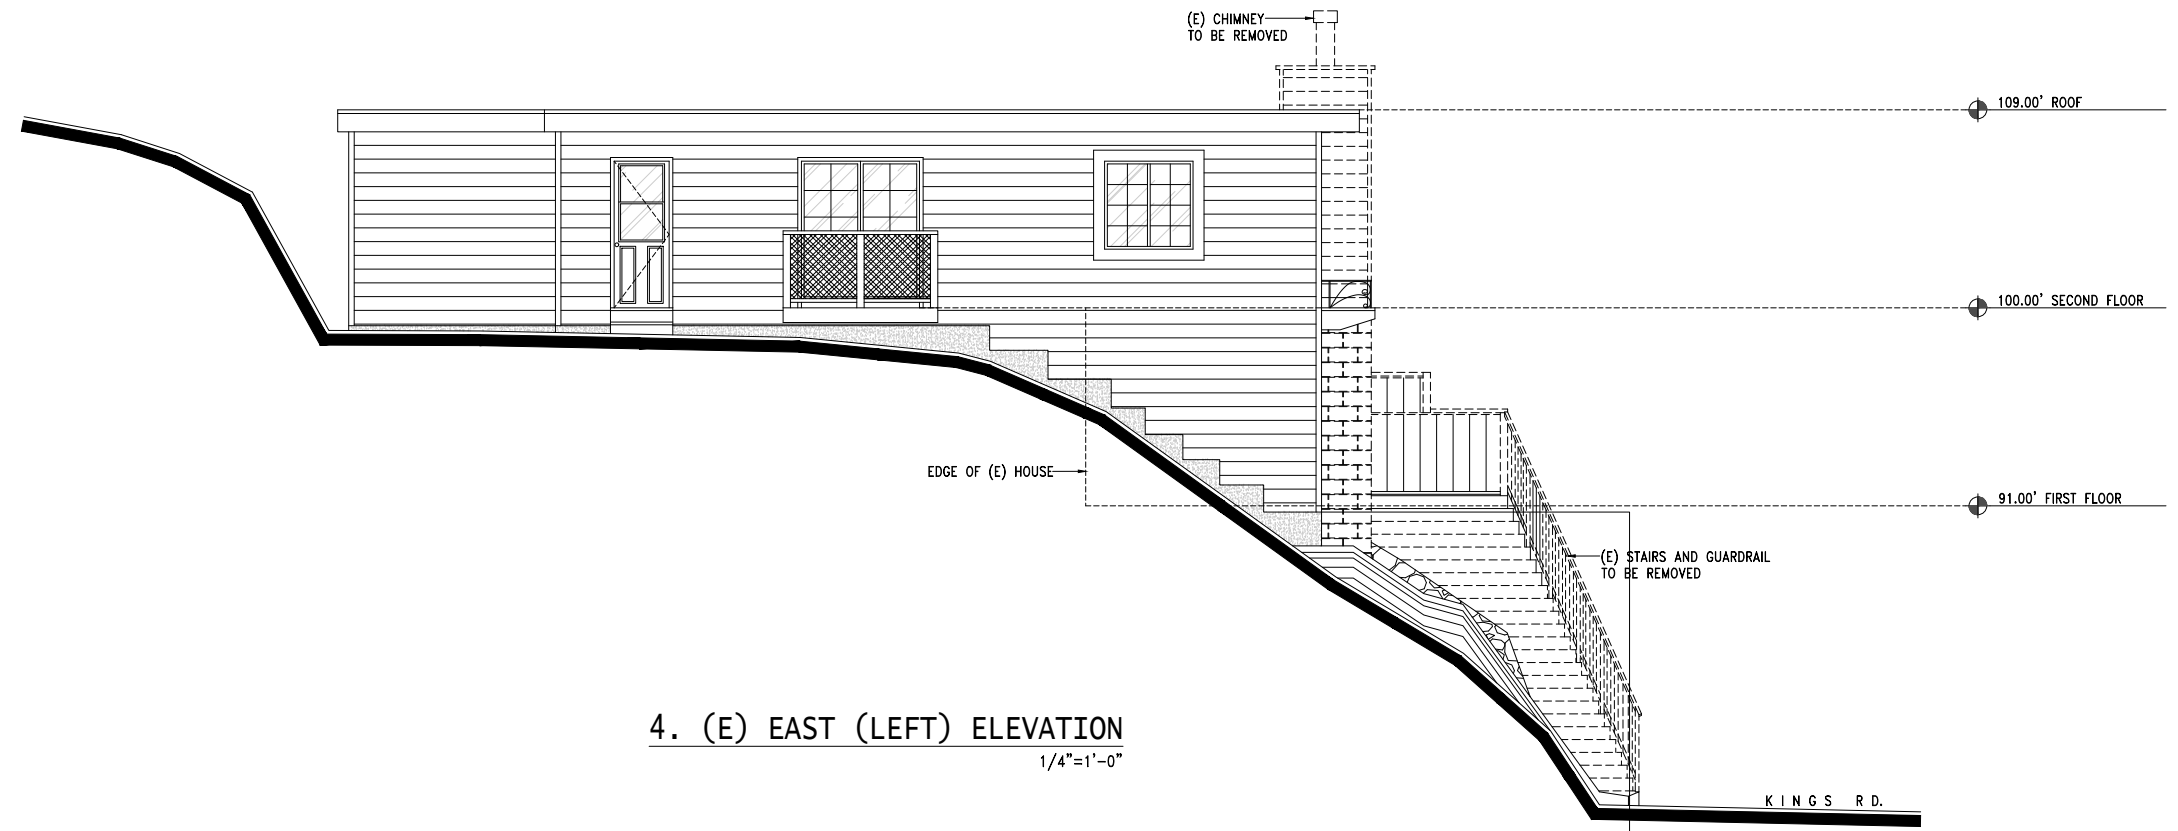 (E) CHIMNEY
TO BE REMOVED
109.00' ROOF
100.00' SECOND FLOOR
EDGE OF (E) HOUSE
91.00' FIRST FLOOR
(E) STAIRS AND GUARDRAIL
TO BE REMOVED
4. (E) EAST (LEFT) ELEVATION
1/4"=1'-0"
KINGS RD.